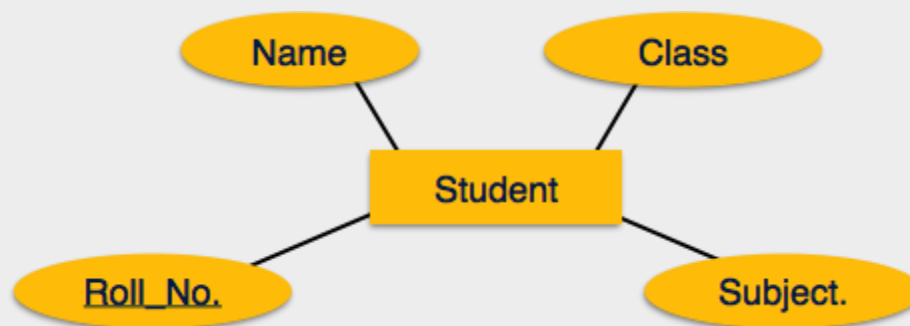 Name
Class
Student
Roll_No.
Subject.